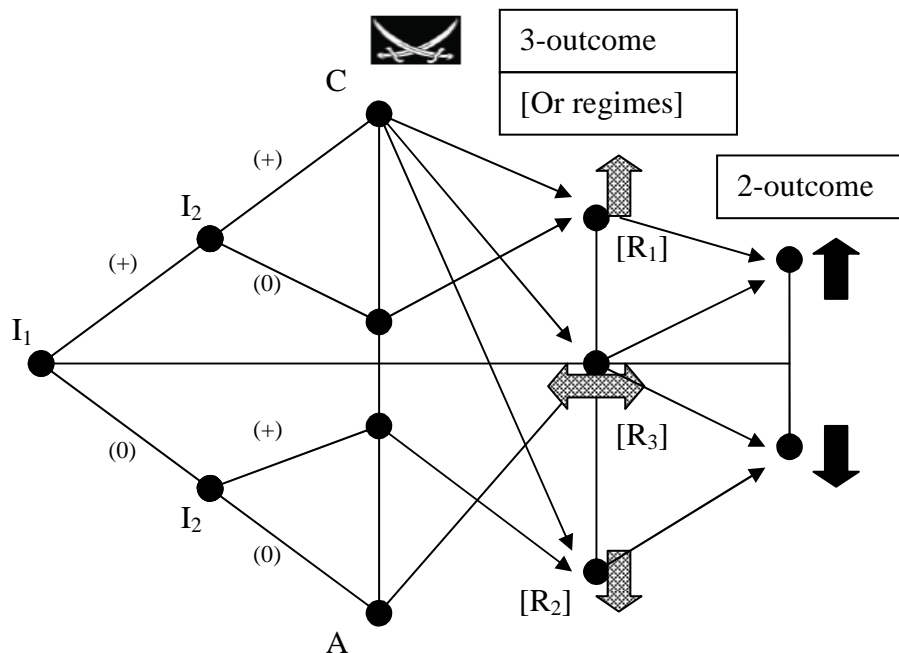 3-outcome
[Or regimes]
C
(+)
2-outcome
I2
(+)
(0)
[R1]
I1
(+)
(0)
[R3]
I2
(0)
[R2]
A